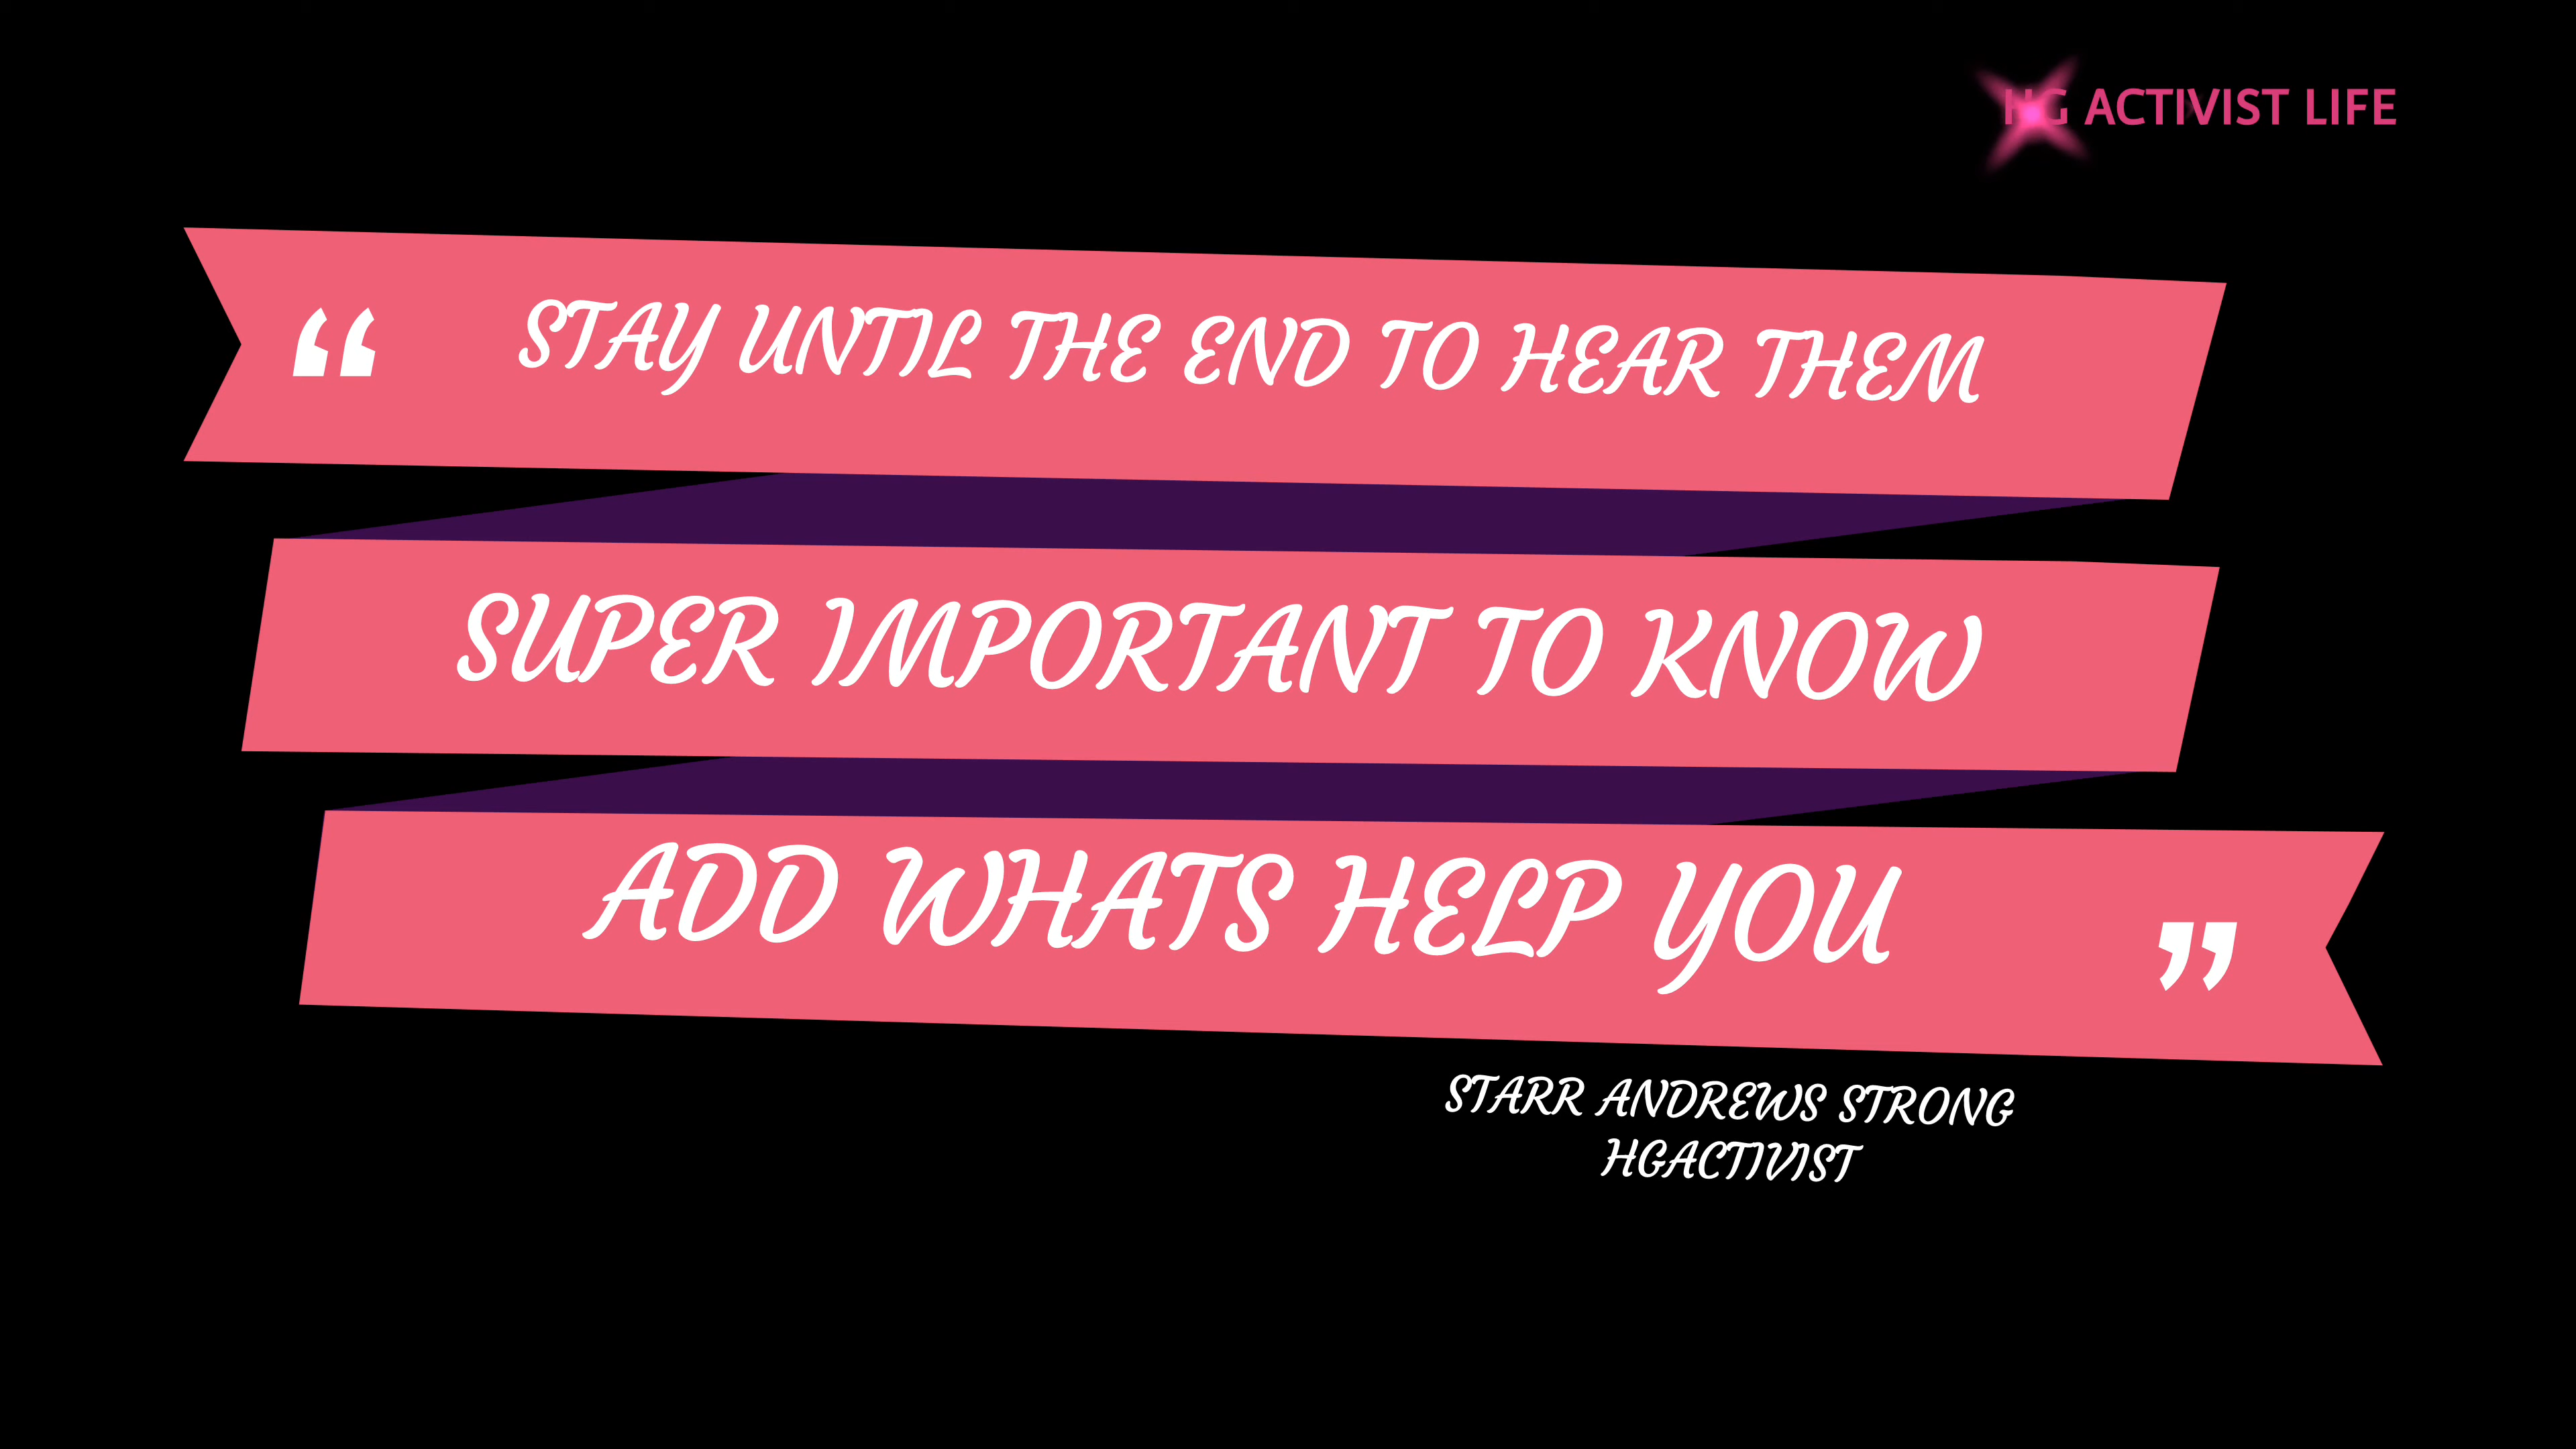 HG ACTIVIST LIFE
“ STAY UNTIL THE END TO HEAR THEM
SUPER IMPORTANT TO KNOW
ADD WHATS HELP YOU ”
STARR ANDREWS STRONG
HGACTIVIST